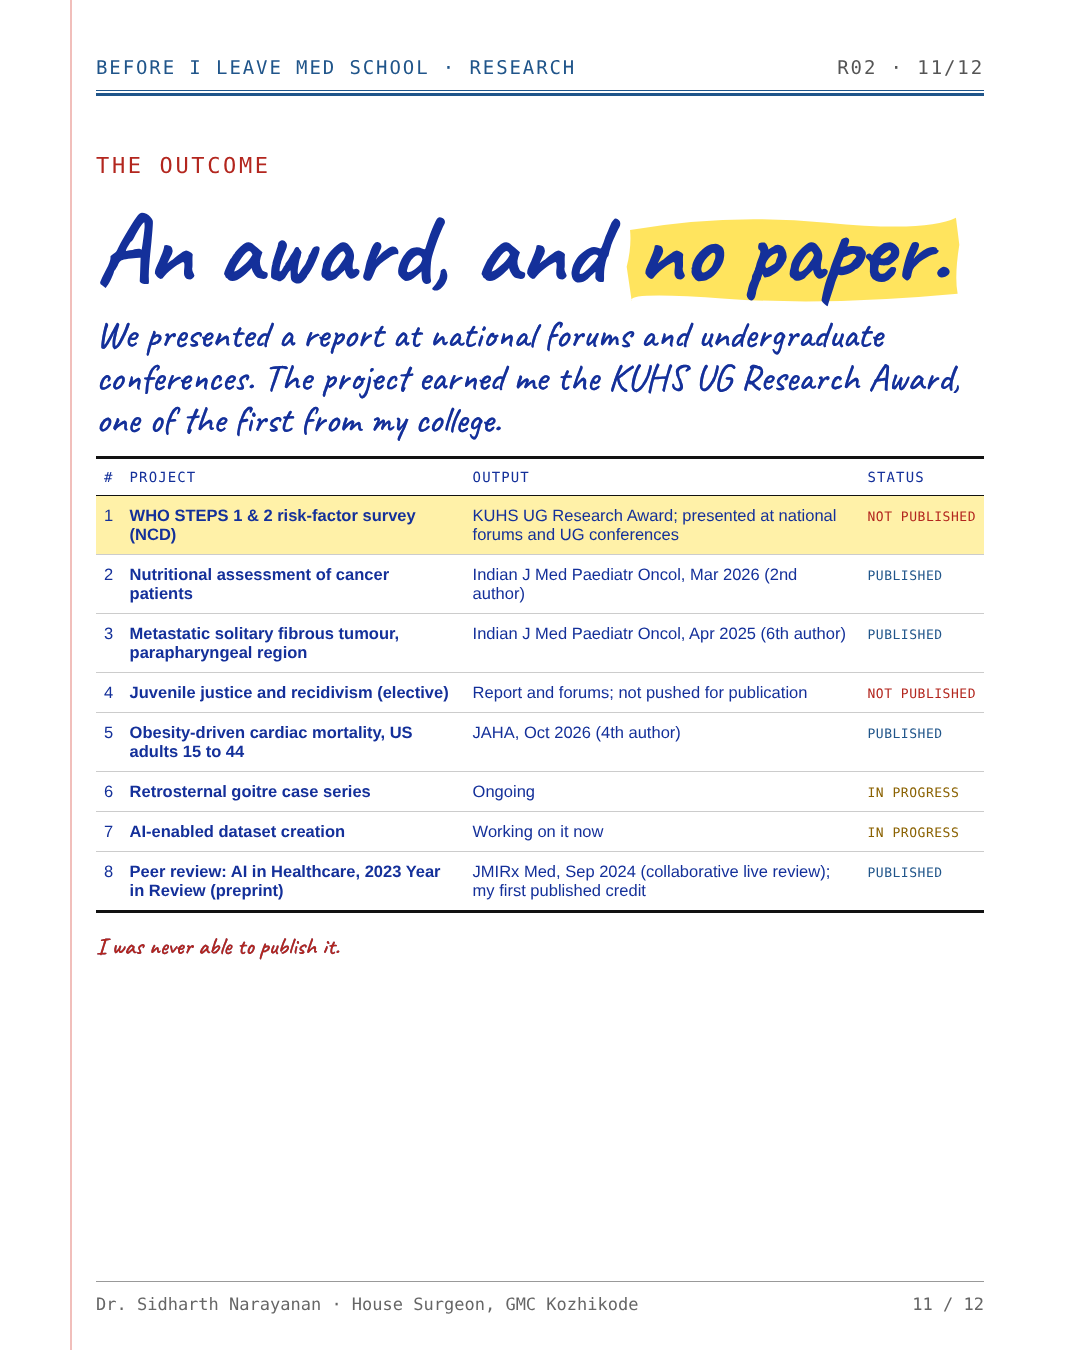 BEFORE I LEAVE MED SCHOOL · RESEARCH R02 · 11/12
THE OUTCOME
An award, and no paper.
We presented a report at national forums and undergraduate
conferences. The project earned me the KUHS UG Research Award,
one of the first from my college.
# PROJECT OUTPUT STATUS
1 WHO STEPS 1 & 2 risk-factor survey KUHS UG Research Award; presented at national NOT PUBLISHED
(NCD) forums and UG conferences
2 Nutritional assessment of cancer Indian J Med Paediatr Oncol, Mar 2026 (2nd PUBLISHED
patients author)
3 Metastatic solitary fibrous tumour, Indian J Med Paediatr Oncol, Apr 2025 (6th author) PUBLISHED
parapharyngeal region
4 Juvenile justice and recidivism (elective) Report and forums; not pushed for publication NOT PUBLISHED
5 Obesity-driven cardiac mortality, US JAHA, Oct 2026 (4th author) PUBLISHED
adults 15 to 44
6 Retrosternal goitre case series Ongoing IN PROGRESS
7 AI-enabled dataset creation Working on it now IN PROGRESS
8 Peer review: AI in Healthcare, 2023 Year JMIRx Med, Sep 2024 (collaborative live review); PUBLISHED
in Review (preprint) my first published credit
I was never able to publish it.
Dr. Sidharth Narayanan · House Surgeon, GMC Kozhikode 11 / 12